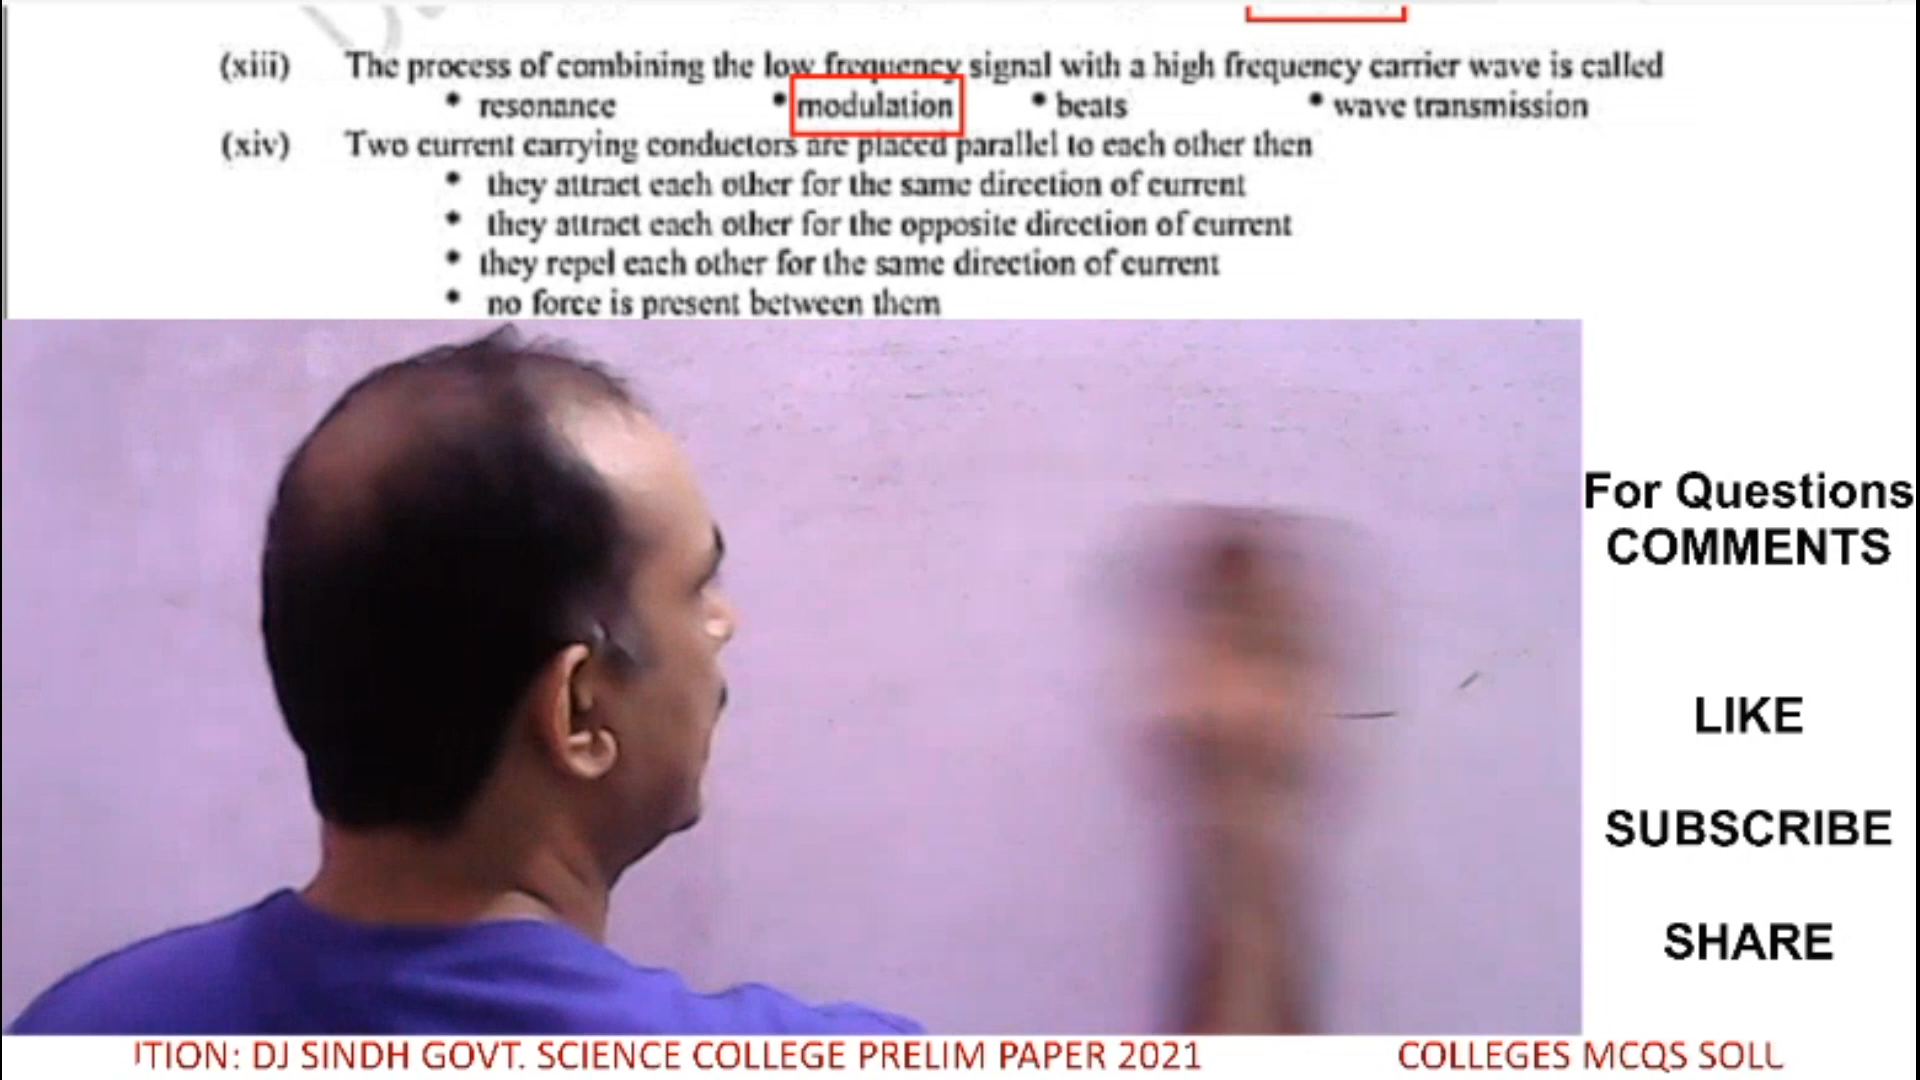 (xiii) The process of combining the low frequency signal with a high frequency carrier wave is called
• resonance • modulation • beats • wave transmission
(xiv) Two current carrying conductors are placed parallel to each other then
• they attract each other for the same direction of current
• they attract each other for the opposite direction of current
• they repel each other for the same direction of current
• no force is present between them
For Questions
COMMENTS
LIKE
SUBSCRIBE
SHARE
TION: DJ SINDH GOVT. SCIENCE COLLEGE PRELIM PAPER 2021 COLLEGES MCQS